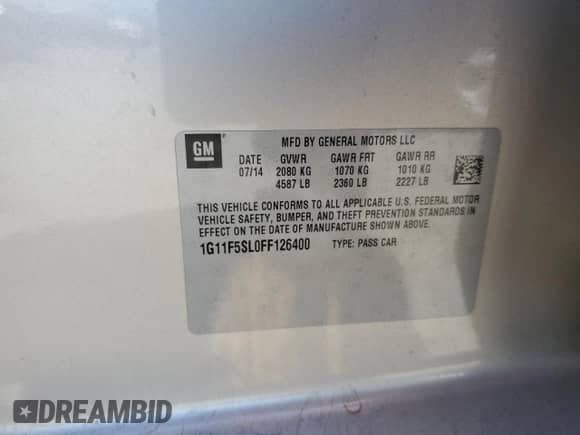 GM
MFD BY GENERAL MOTORS LLC
DATE GVWR GAWR FRT GAWR RR
07/14 2080 KG 1070 KG 1010 KG
4587 LB 2360 LB 2227 LB
THIS VEHICLE CONFORMS TO ALL APPLICABLE U.S. FEDERAL MOTOR
VEHICLE SAFETY, BUMPER, AND THEFT PREVENTION STANDARDS IN
EFFECT ON THE DATE OF MANUFACTURE SHOWN ABOVE.
1G11F5SL0FF126400 TYPE: PASS CAR
DREAMBID